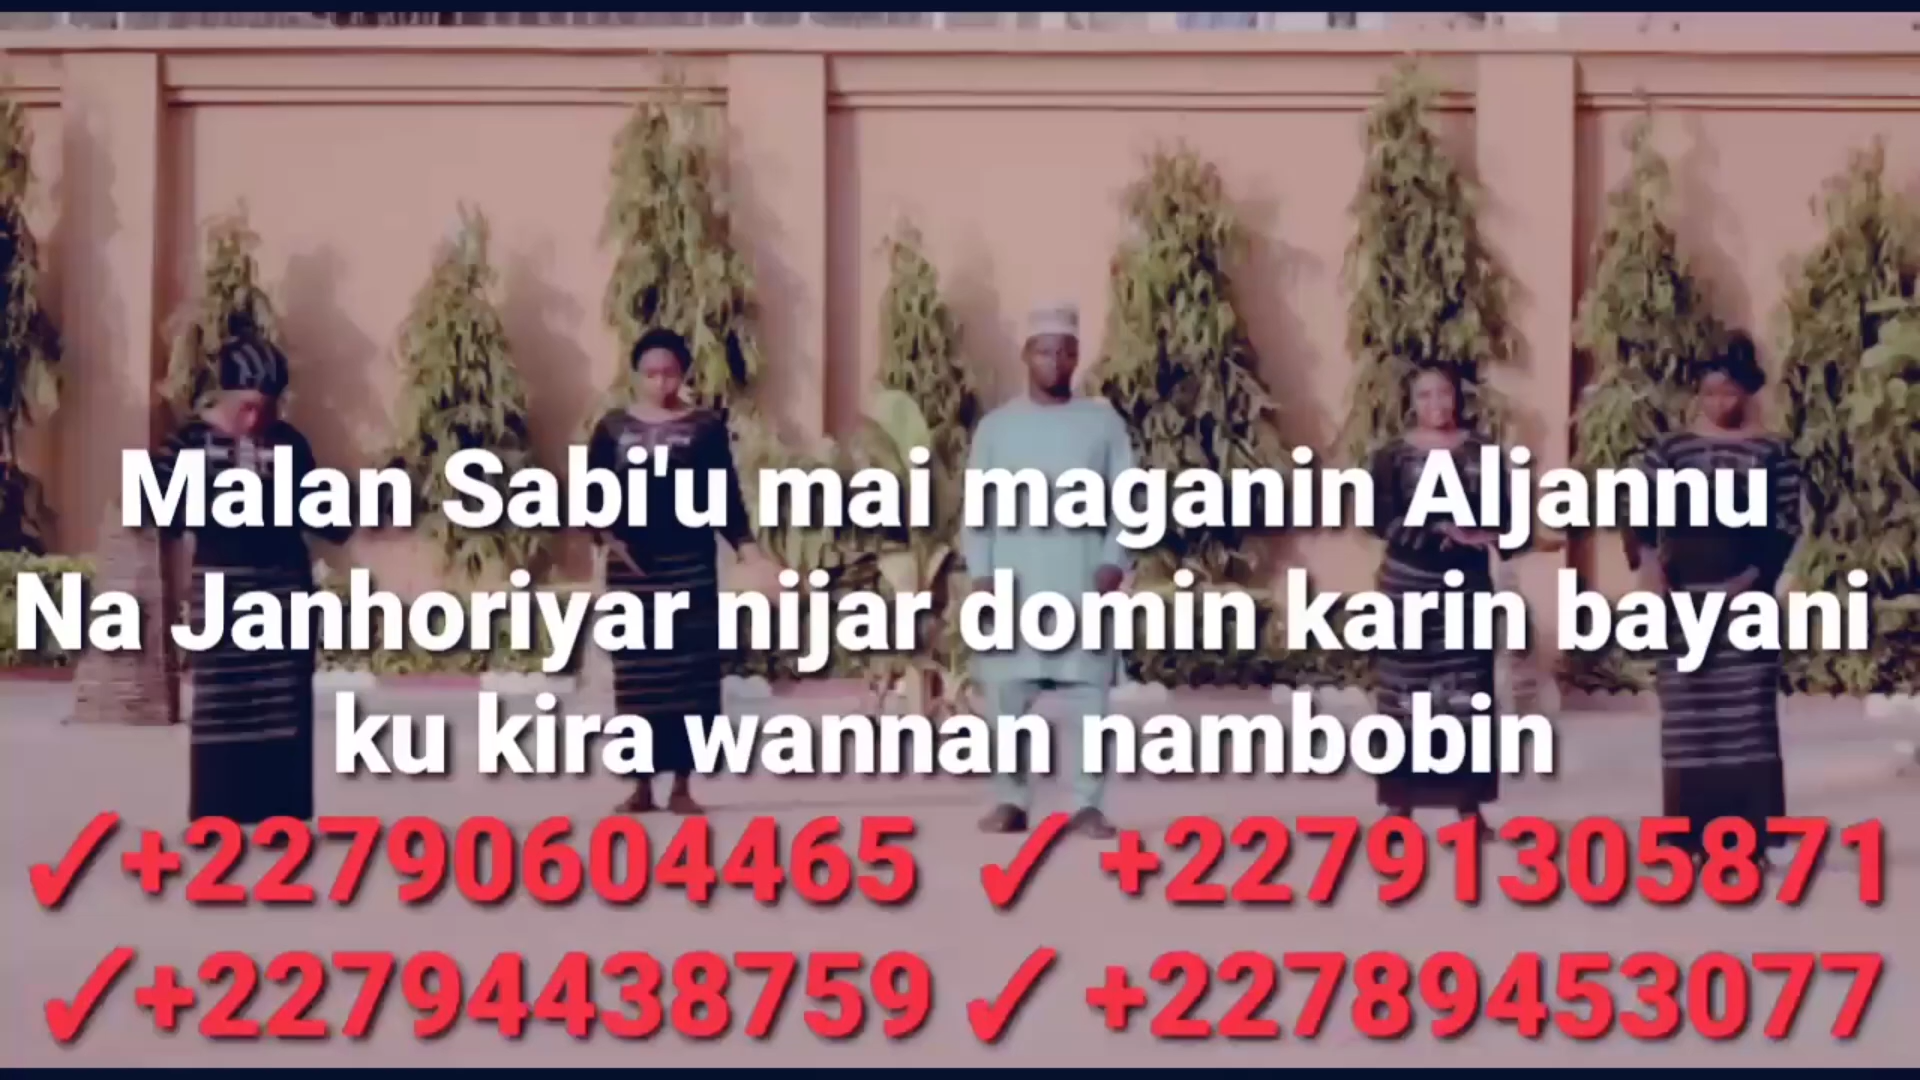 Malan Sabi'u mai maganin Aljannu
Na Janhoriyar nijar domin karin bayani
ku kira wannan nambobin
✓+22790604465 ✓+22791305871
✓+22794438759 ✓+22789453077